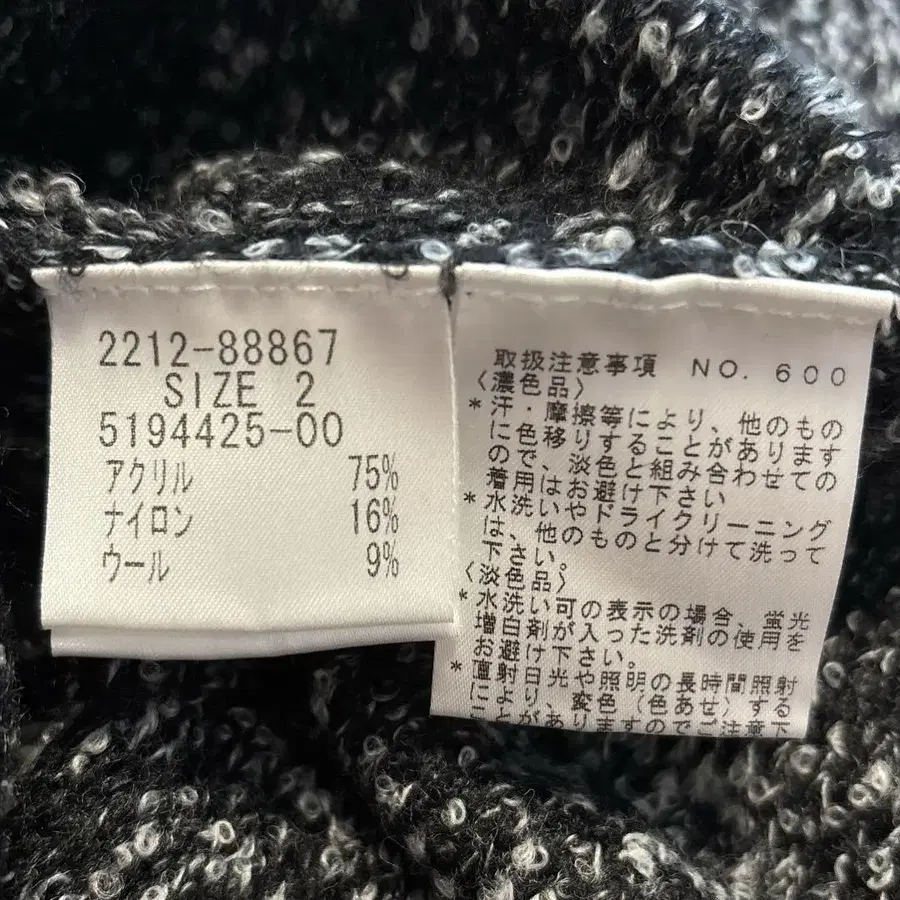 2212-88867
SIZE 2
5194425-00
アクリル 75%
ナイロン 16%
ウール 9%
取扱注意事項 NO. 600
〈濃色品〉
*汗・摩擦等により、他のもの
に色移りすることがあります
ので、淡色と組み合わせての
着用はお避け下さい
*水洗いやドライクリーニング
は、他のものと分けて洗って
下さい。
〈淡色品〉
*水洗い可の表示の場合、蛍光
増白剤が入った洗剤の使用を
お避け下さい。
*直射日光や照明の長時間照射
により、変色(色あせ)する
ことがありますのでご注意下